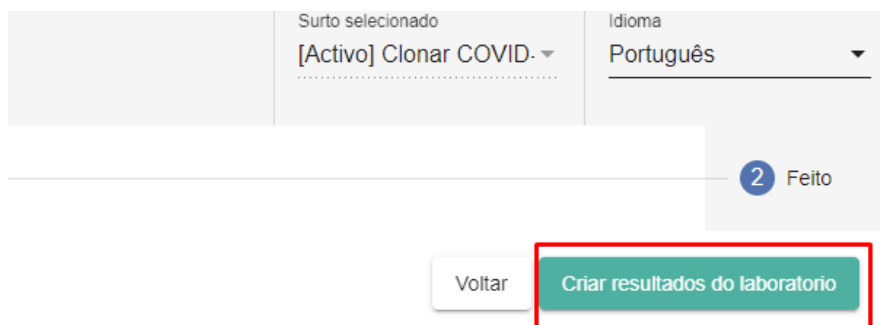 Surto selecionado
Idioma
[Activo] Clonar COVID-
Português
2 Feito
Voltar
Criar resultados do laboratorio